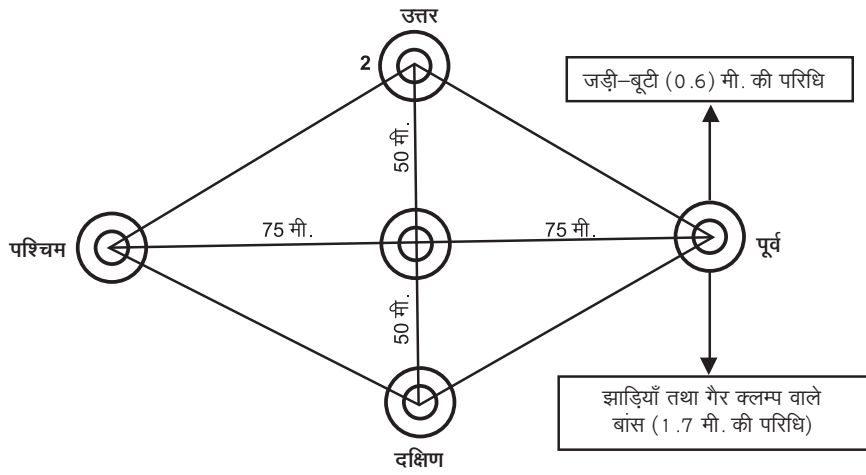 उत्तर
2
जड़ी–बूटी (0.6) मी. की परिधि
50 मी.
75 मी.
75 मी.
पश्चिम
पूर्व
50 मी.
झाड़ियाँ तथा गैर क्लम्प वाले
बांस (1.7 मी. की परिधि)
दक्षिण